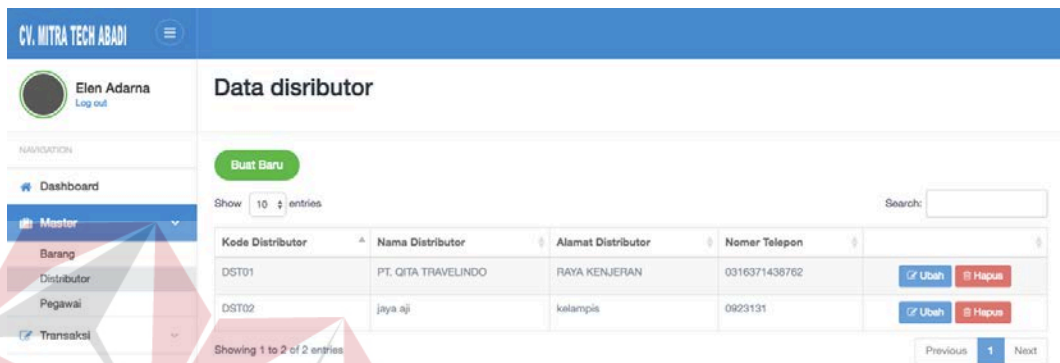 CV. MITRA TECH ABADI
Elen Adarna
Log out
Data disributor
NAVIGATION
Buat Baru
Dashboard
Show 10 entries
Search:
Master
Kode Distributor Nama Distributor Alamat Distributor Nomer Telepon
Barang
DST01 PT. QITA TRAVELINDO RAYA KENJERAN 0316371438762 Ubah Hapus
Distributor
Pegawai
DST02 jaya aji kelampis 0923131 Ubah Hapus
Transaksi
Showing 1 to 2 of 2 entries
Previous 1 Next